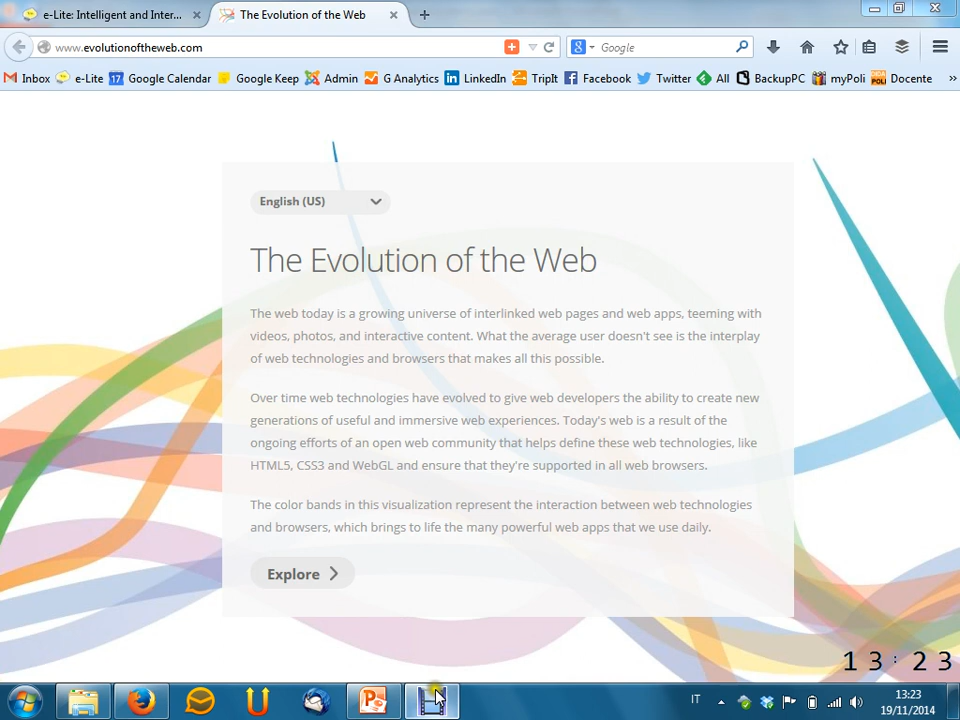 e-Lite: Intelligent and Inter...
The Evolution of the Web
www.evolutionoftheweb.com
Google
Inbox e-Lite Google Calendar Google Keep Admin G Analytics LinkedIn TripIt Facebook Twitter All BackupPC myPoli Docente
English (US)
The Evolution of the Web
The web today is a growing universe of interlinked web pages and web apps, teeming with
videos, photos, and interactive content. What the average user doesn't see is the interplay
of web technologies and browsers that makes all this possible.
Over time web technologies have evolved to give web developers the ability to create new
generations of useful and immersive web experiences. Today's web is a result of the
ongoing efforts of an open web community that helps define these web technologies, like
HTML5, CSS3 and WebGL and ensure that they're supported in all web browsers.
The color bands in this visualization represent the interaction between web technologies
and browsers, which brings to life the many powerful web apps that we use daily.
Explore
13:23
IT
13:23
19/11/2014